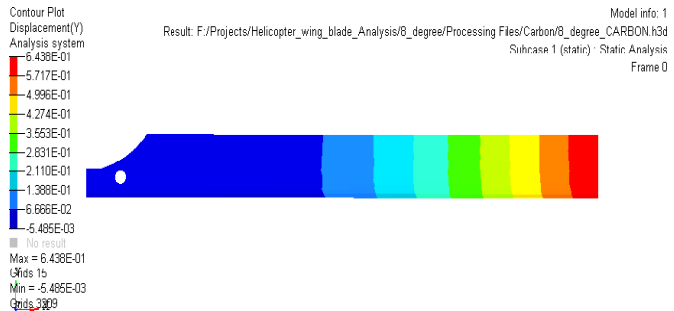 Contour Plot
Displacement(Y)
Analysis system
6.438E-01
5.717E-01
4.996E-01
4.274E-01
3.553E-01
2.831E-01
2.110E-01
1.388E-01
6.666E-02
-5.485E-03
No result
Max = 6.438E-01
Grids 15
Min = -5.485E-03
Grids 3309
Model info: 1
Result: F:/Projects/Helicopter_wing_blade_Analysis/8_degree/Processing Files/Carbon/8_degree_CARBON.h3d
Subcase 1 (static) : Static Analysis
Frame 0